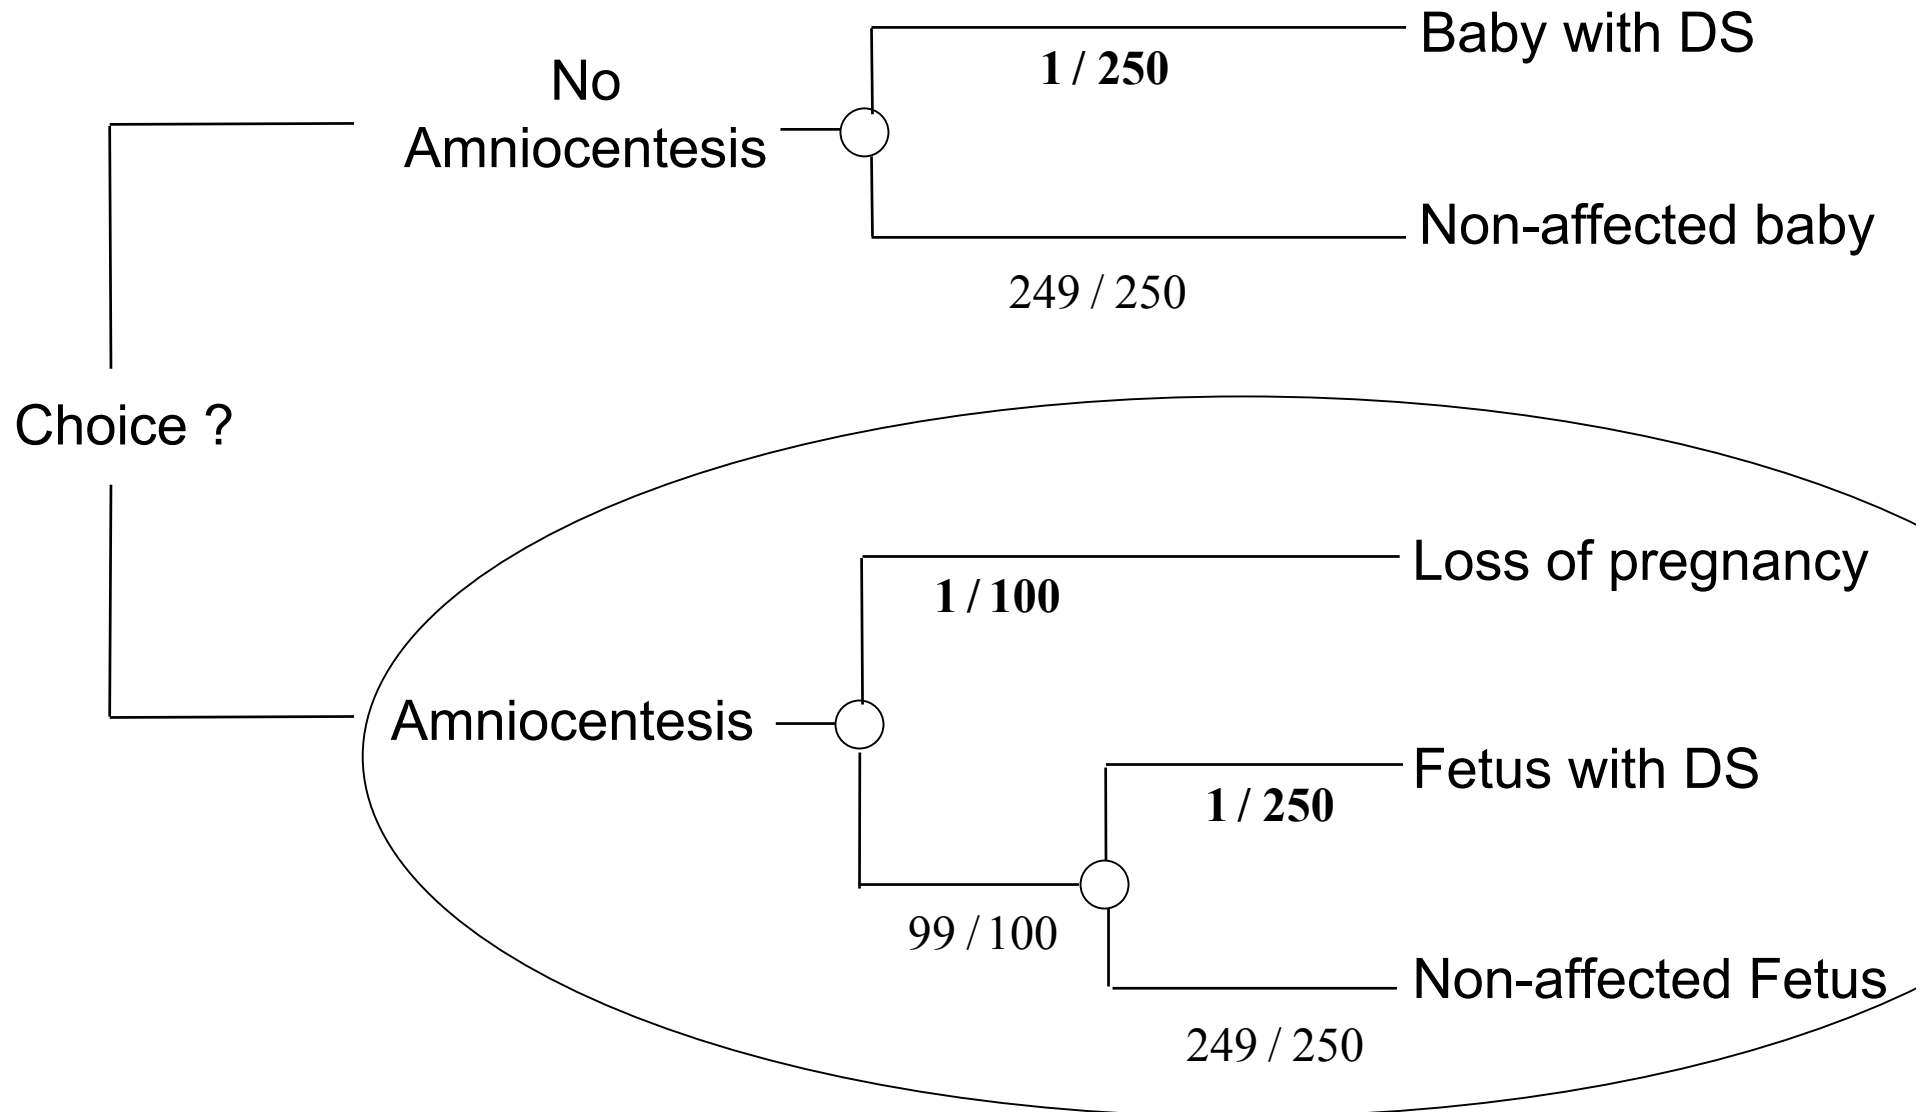 Baby with DS
1 / 250
No
Amniocentesis
Non-affected baby
249 / 250
Choice ?
Loss of pregnancy
1 / 100
Amniocentesis
Fetus with DS
1 / 250
99 / 100
Non-affected Fetus
249 / 250